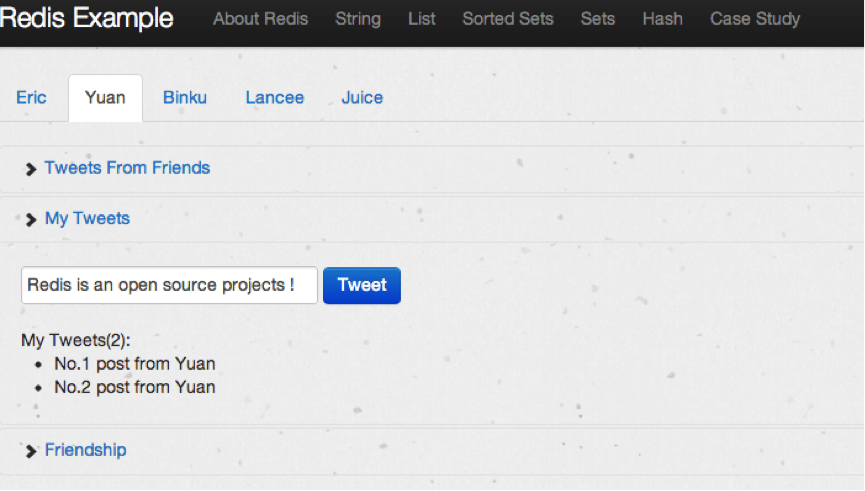 Redis Example About Redis String List Sorted Sets Sets Hash Case Study
Eric Yuan Binku Lancee Juice
Tweets From Friends
My Tweets
Redis is an open source projects ! Tweet
My Tweets(2):
No.1 post from Yuan
No.2 post from Yuan
Friendship